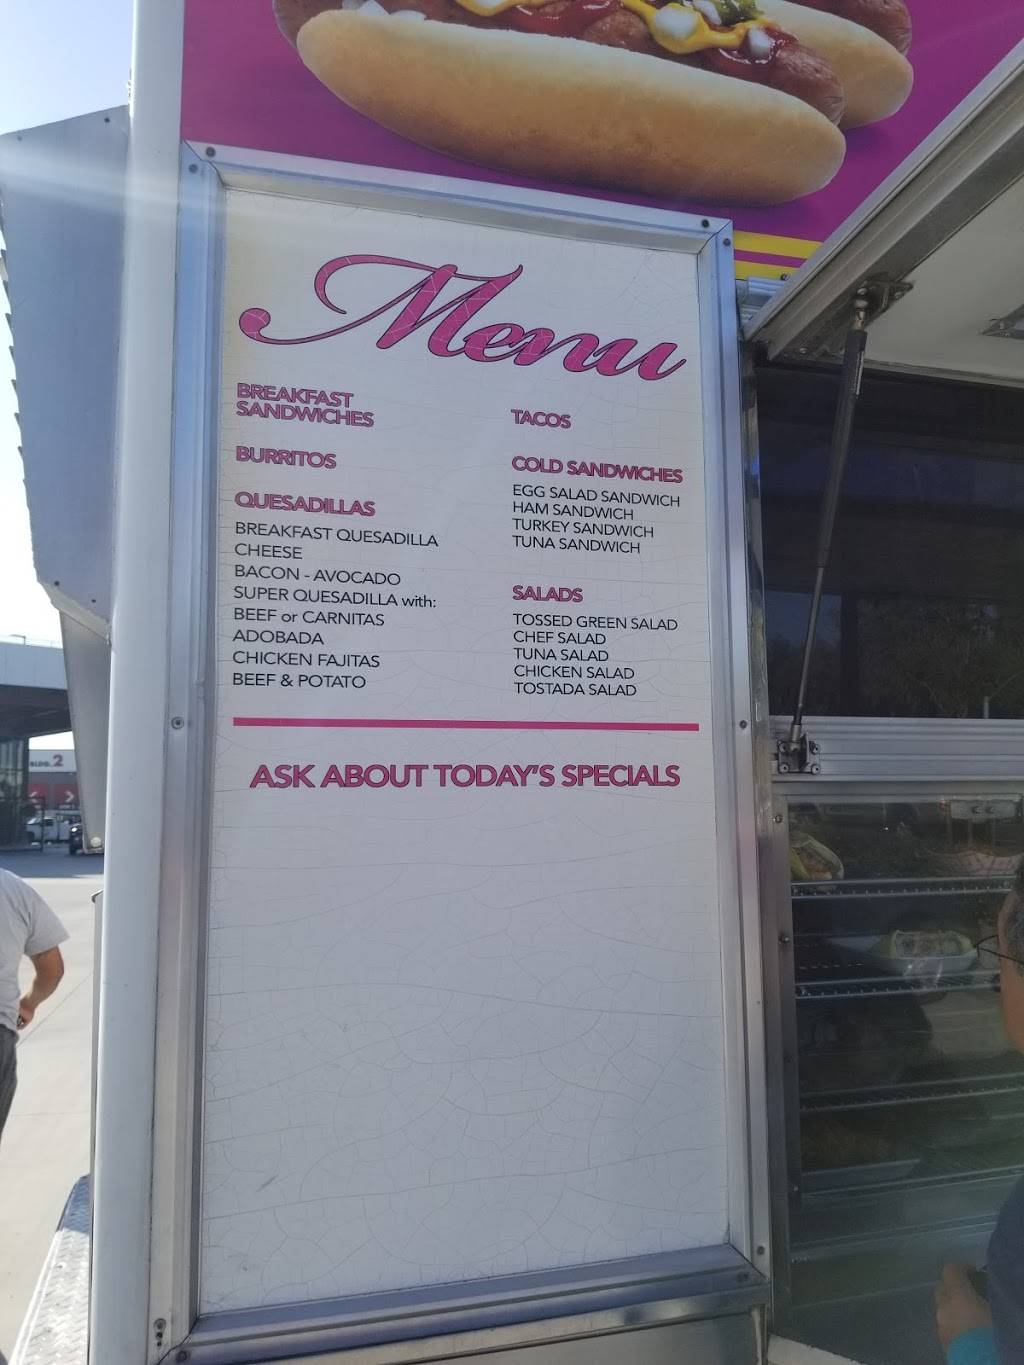 Menu
BREAKFAST
SANDWICHES
BURRITOS
QUESADILLAS
BREAKFAST QUESADILLA
CHEESE
BACON - AVOCADO
SUPER QUESADILLA with:
BEEF or CARNITAS
ADOBADA
CHICKEN FAJITAS
BEEF & POTATO
TACOS
COLD SANDWICHES
EGG SALAD SANDWICH
HAM SANDWICH
TURKEY SANDWICH
TUNA SANDWICH
SALADS
TOSSED GREEN SALAD
CHEF SALAD
TUNA SALAD
CHICKEN SALAD
TOSTADA SALAD
ASK ABOUT TODAY'S SPECIALS
BLDG. 2